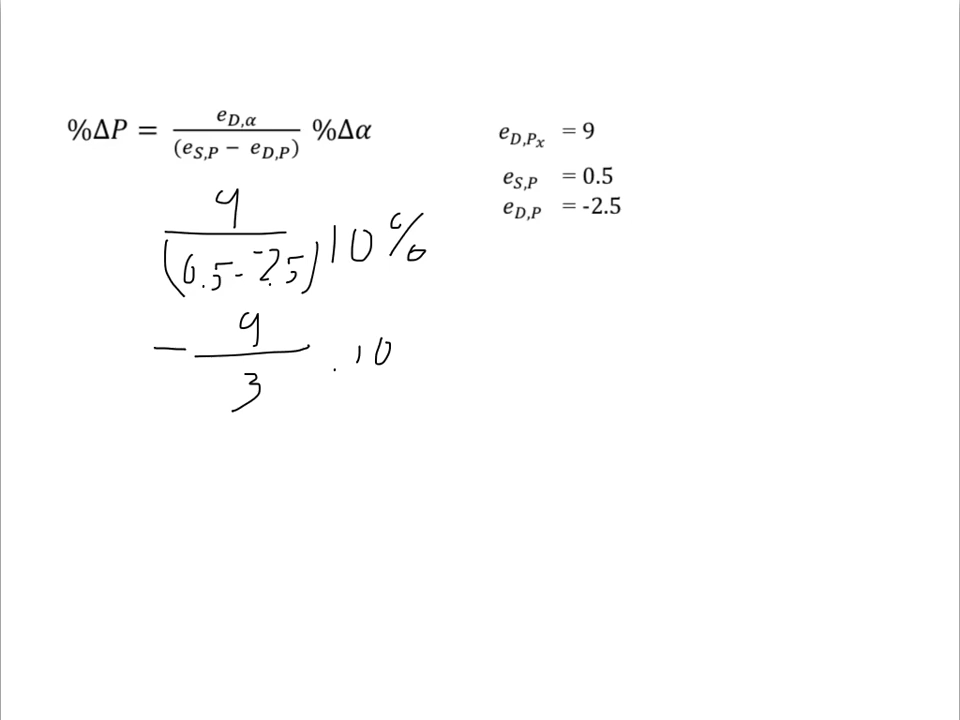 %ΔP = e_{D,α} / (e_{S,P} − e_{D,P}) %Δα
e_{D,P_x} = 9
e_{S,P} = 0.5
e_{D,P} = -2.5
9 / (0.5 - -2.5) 10%
- 9 / 3 . 10